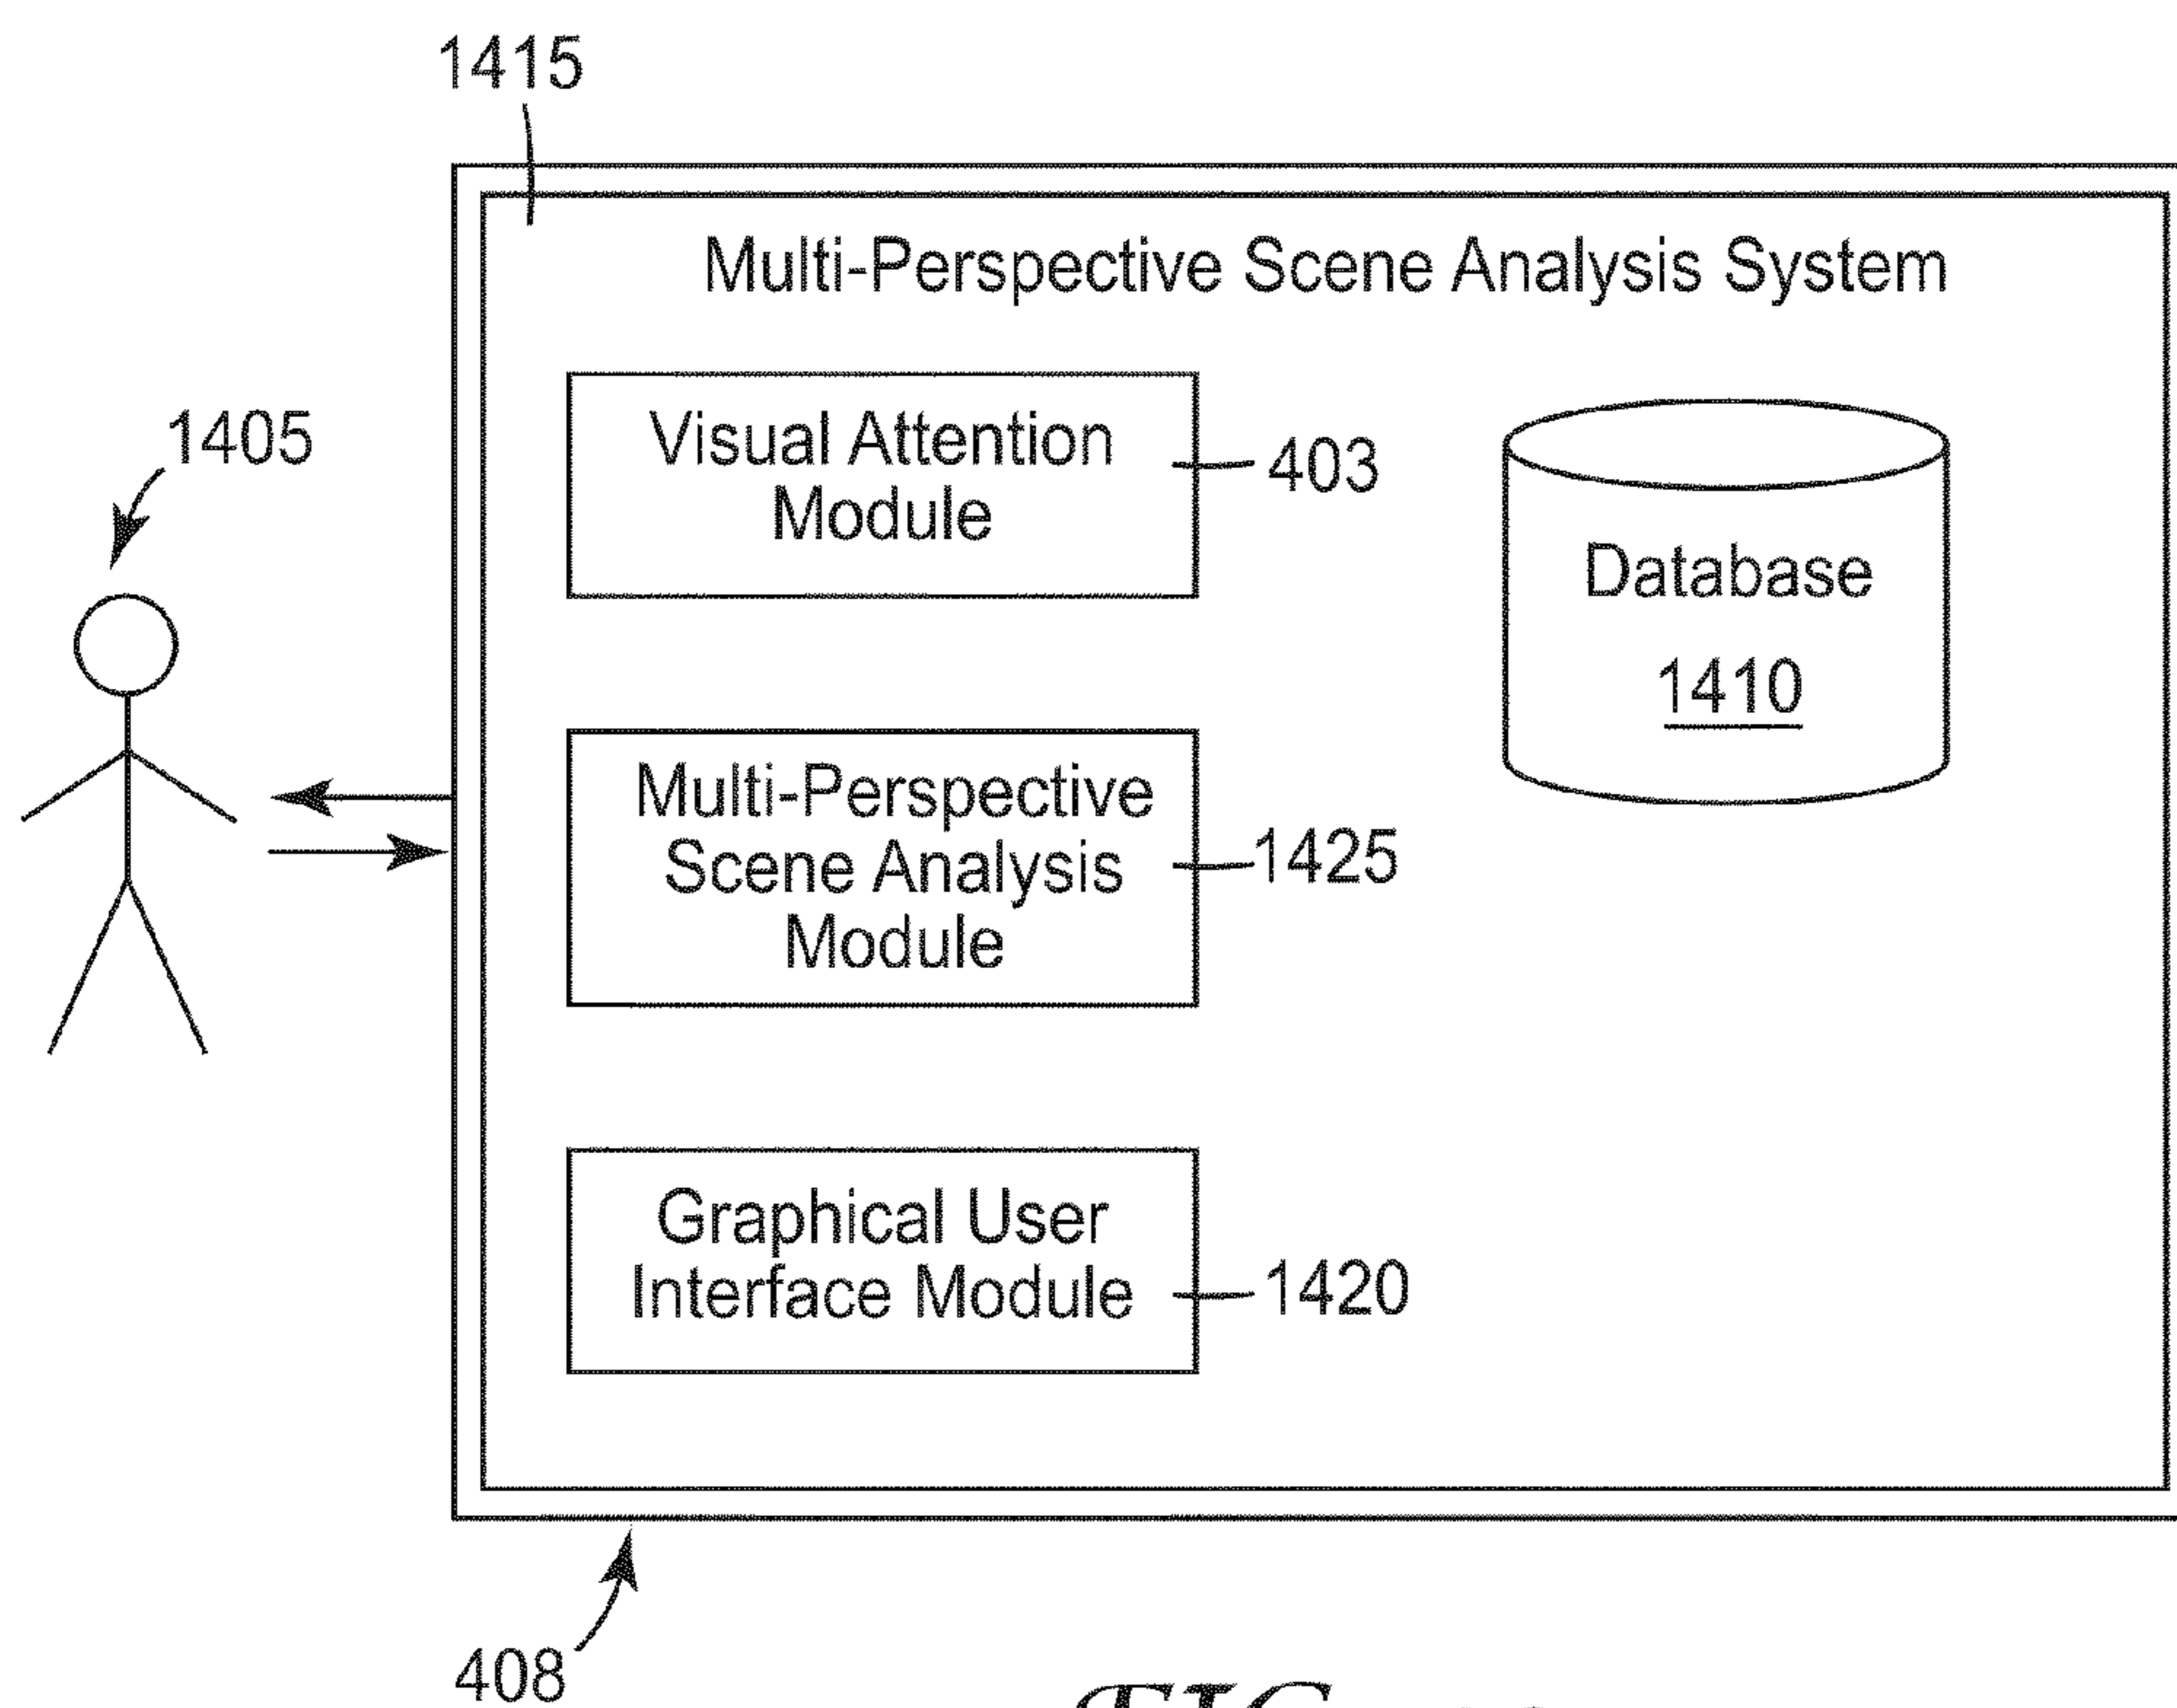 1415
Multi-Perspective Scene Analysis System
1405
Visual Attention
Module
403
Database
1410
Multi-Perspective
Scene Analysis
Module
1425
Graphical User
Interface Module
1420
408
FIG.